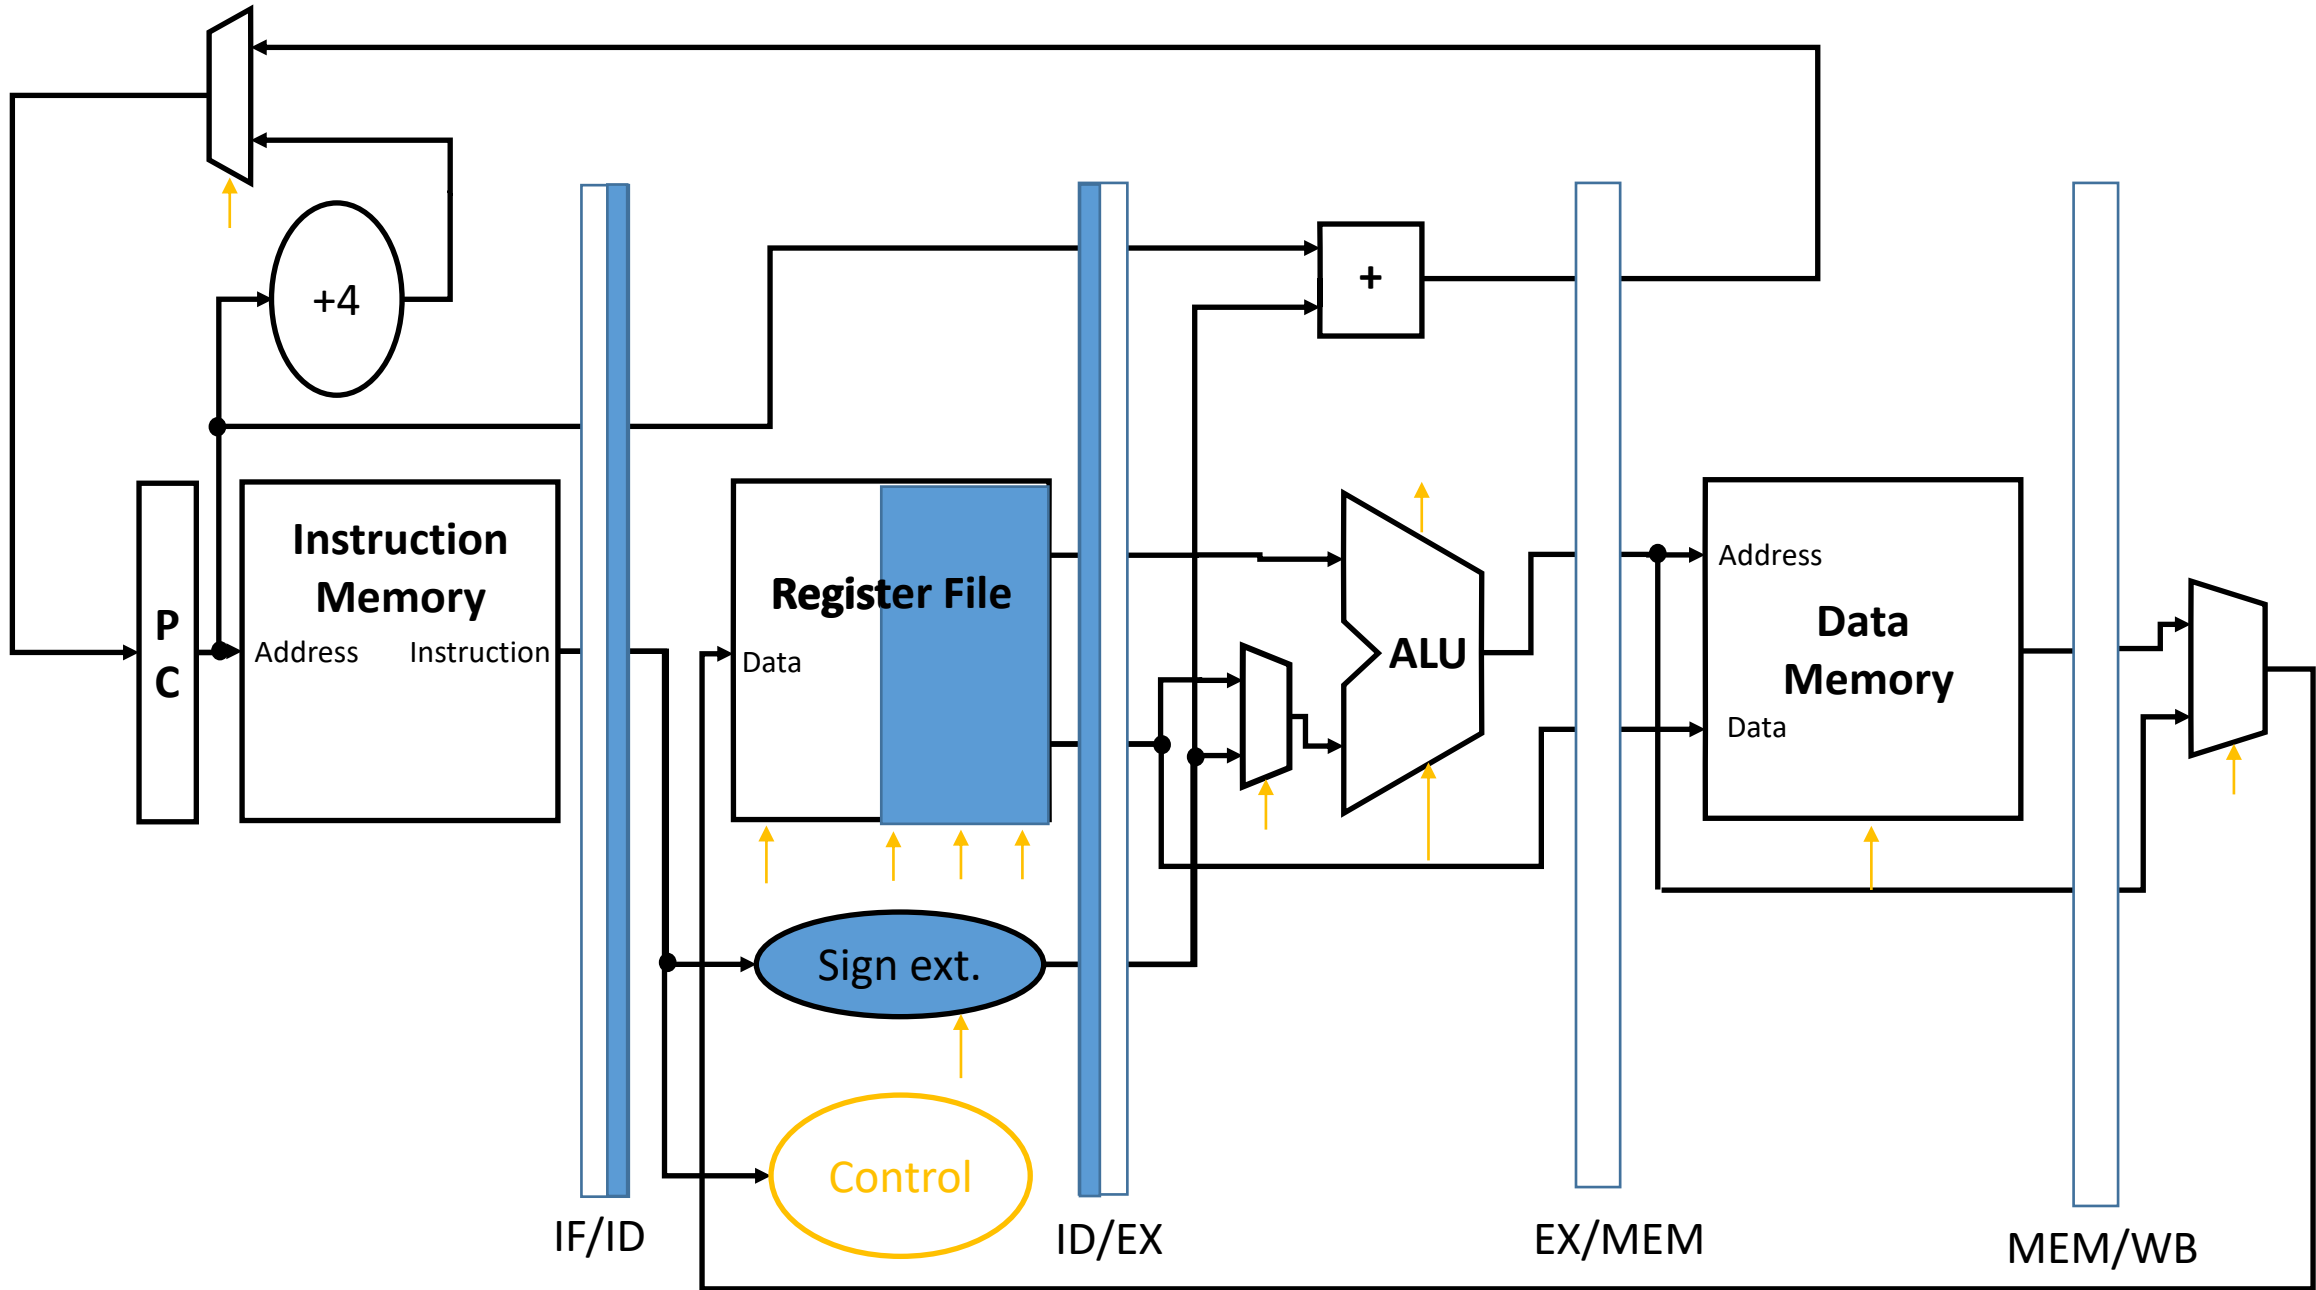 +4
+
P
C
Instruction
Memory
Address
Instruction
Register File
Data
ALU
Address
Data
Memory
Data
Sign ext.
Control
IF/ID
ID/EX
EX/MEM
MEM/WB